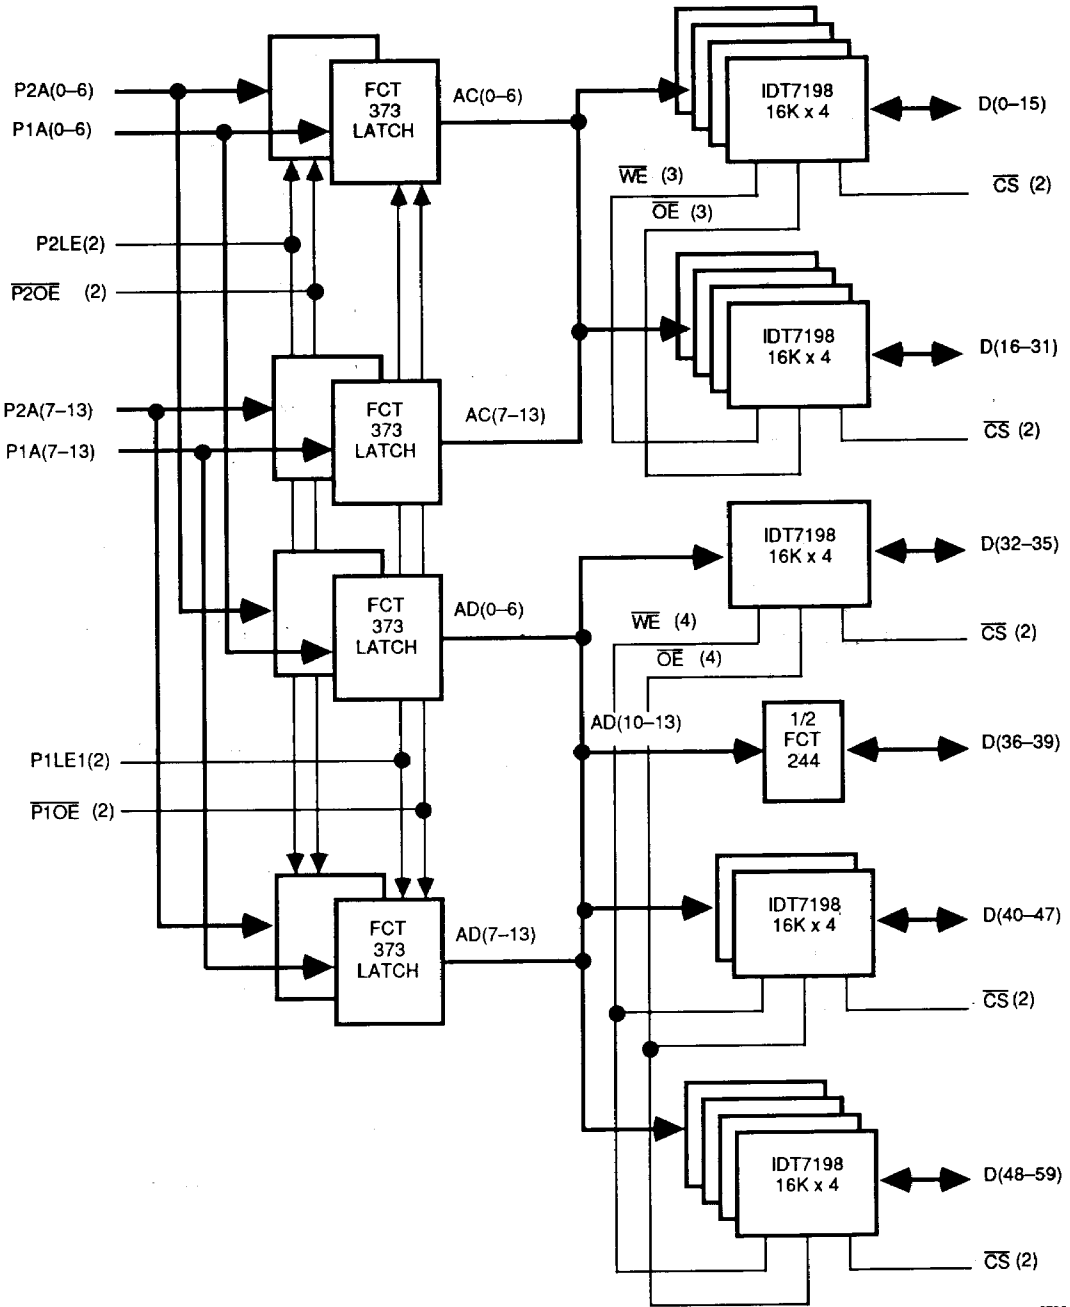 P2A(0–6)
P1A(0–6)
FCT
373
LATCH
AC(0–6)
IDT7198
16K x 4
D(0–15)
WE (3)
OE (3)
CS (2)
P2LE(2)
P2OE (2)
IDT7198
16K x 4
D(16–31)
CS (2)
P2A(7–13)
P1A(7–13)
FCT
373
LATCH
AC(7–13)
IDT7198
16K x 4
D(32–35)
WE (4)
OE (4)
CS (2)
FCT
373
LATCH
AD(0–6)
AD(10–13)
1/2
FCT
244
D(36–39)
P1LE1(2)
P1OE (2)
IDT7198
16K x 4
D(40–47)
CS (2)
FCT
373
LATCH
AD(7–13)
IDT7198
16K x 4
D(48–59)
CS (2)